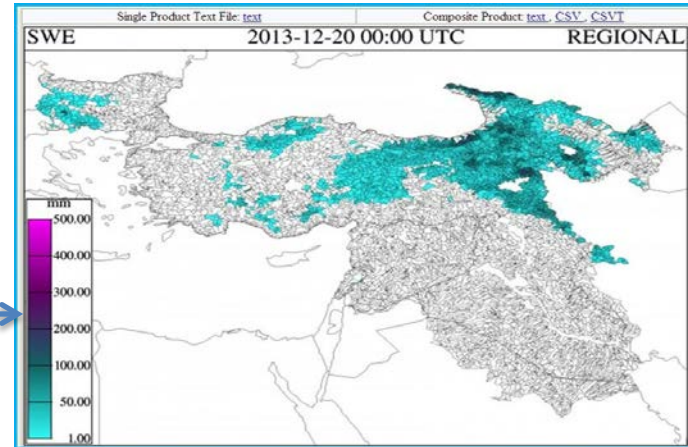 Single Product Text File: text
Composite Product: text , CSV , CSVT
SWE 2013-12-20 00:00 UTC REGIONAL
mm
500.00
400.00
300.00
200.00
100.00
50.00
1.00